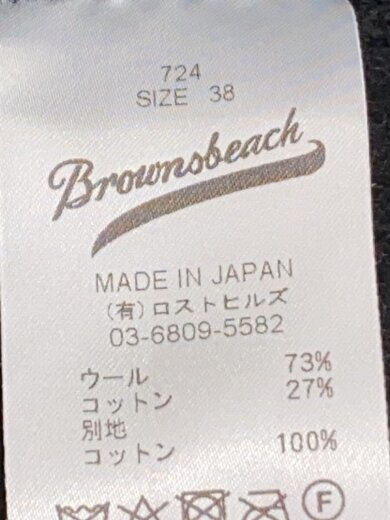 724
SIZE 38
Brownsbeach
MADE IN JAPAN
(有)ロストヒルズ
03-6809-5582
ウール 73%
コットン 27%
別地
コットン 100%
F